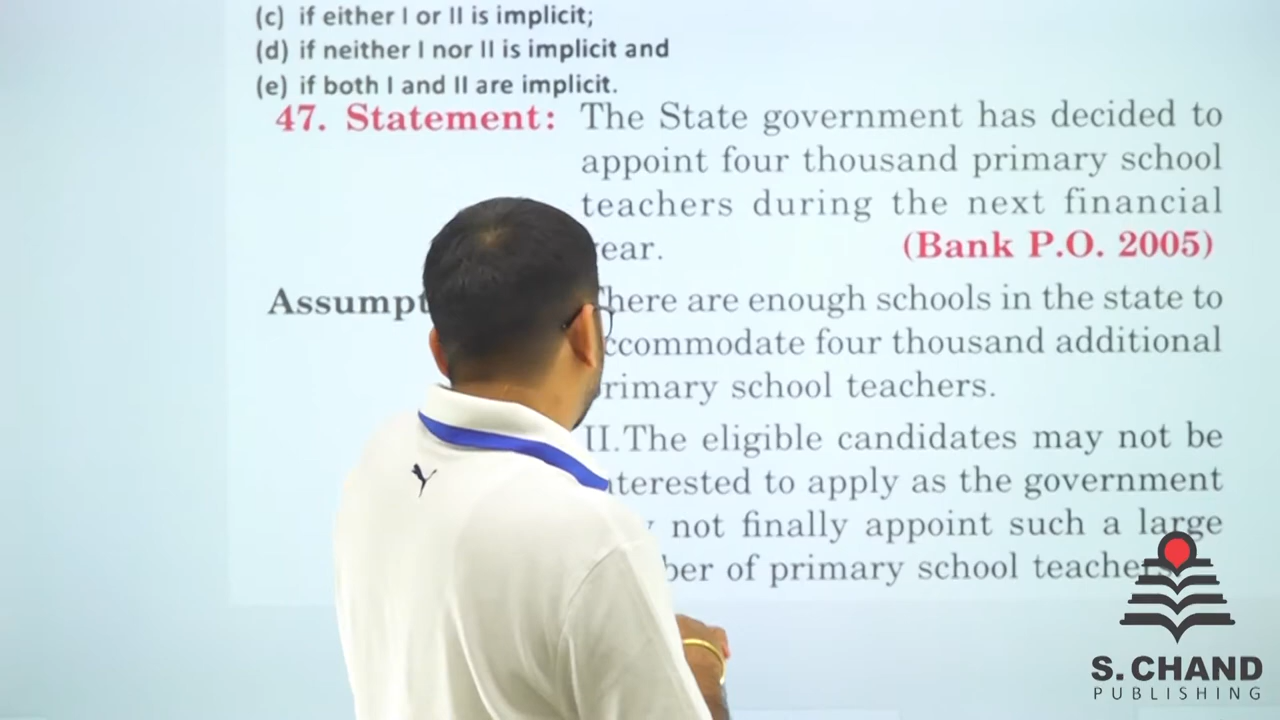 (c) if either I or II is implicit;
(d) if neither I nor II is implicit and
(e) if both I and II are implicit.
47. Statement: The State government has decided to
appoint four thousand primary school
teachers during the next financial
ear. (Bank P.O. 2005)
Assumpt here are enough schools in the state to
ccommodate four thousand additional
rimary school teachers.
II. The eligible candidates may not be
terested to apply as the government
not finally appoint such a large
ber of primary school teachers
S. CHAND
PUBLISHING